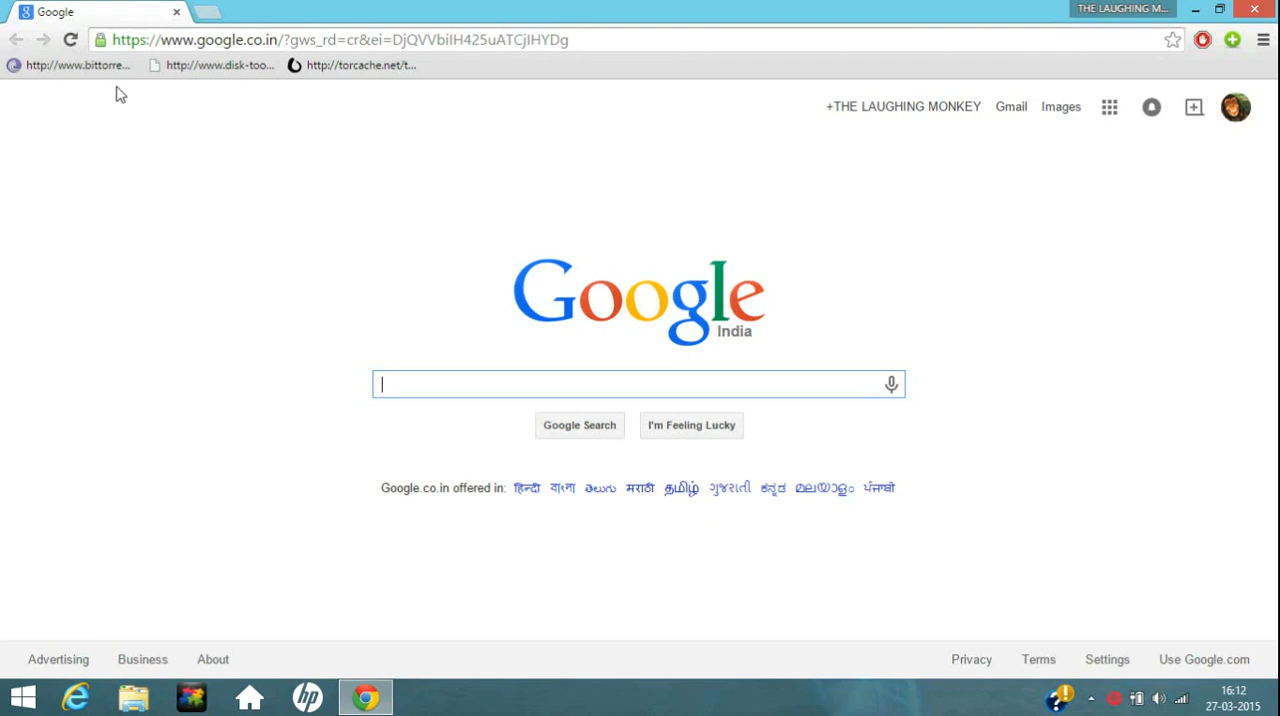 Google
THE LAUGHING M...
https://www.google.co.in/?gws_rd=cr&ei=DjQVVbiIH425uATCjIHYDg
http://www.bittorre... http://www.disk-too... http://torcache.net/t...
+THE LAUGHING MONKEY Gmail Images
Google
India
Google Search I'm Feeling Lucky
Google.co.in offered in: हिन्दी বাংলা తెలుగు मराठी தமிழ் ગુજરાતી ಕನ್ನಡ മലയാളം ਪੰਜਾਬੀ
Advertising Business About Privacy Terms Settings Use Google.com
hp
16:12
27-03-2015